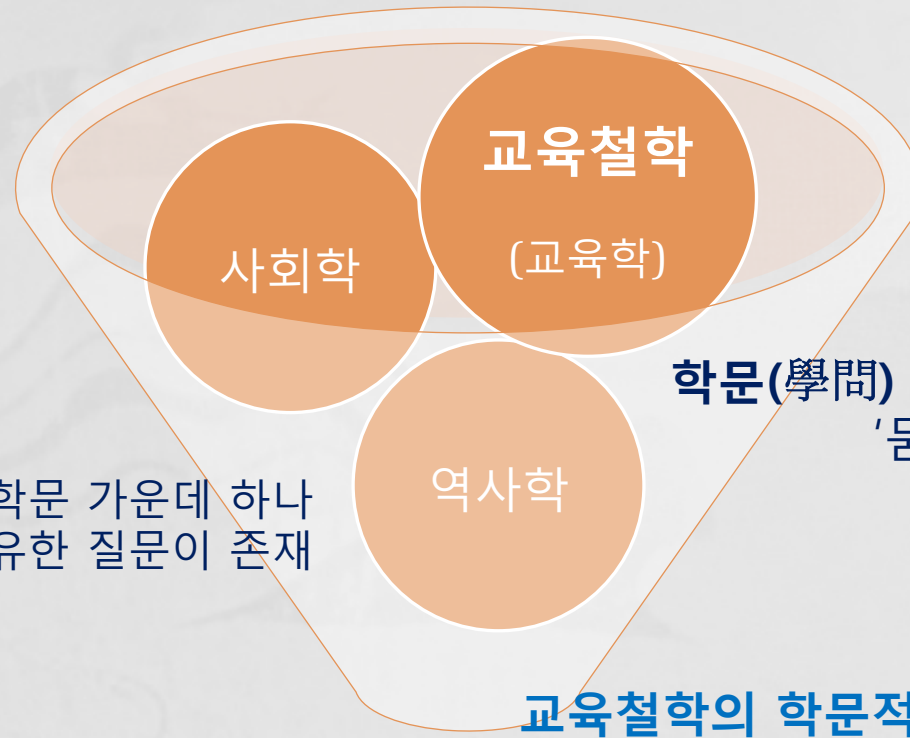 교육철학
(교육학)
사회학
학문(學問)
역사학
학문 가운데 하나
유한 질문이 존재
교육철학의 학문적